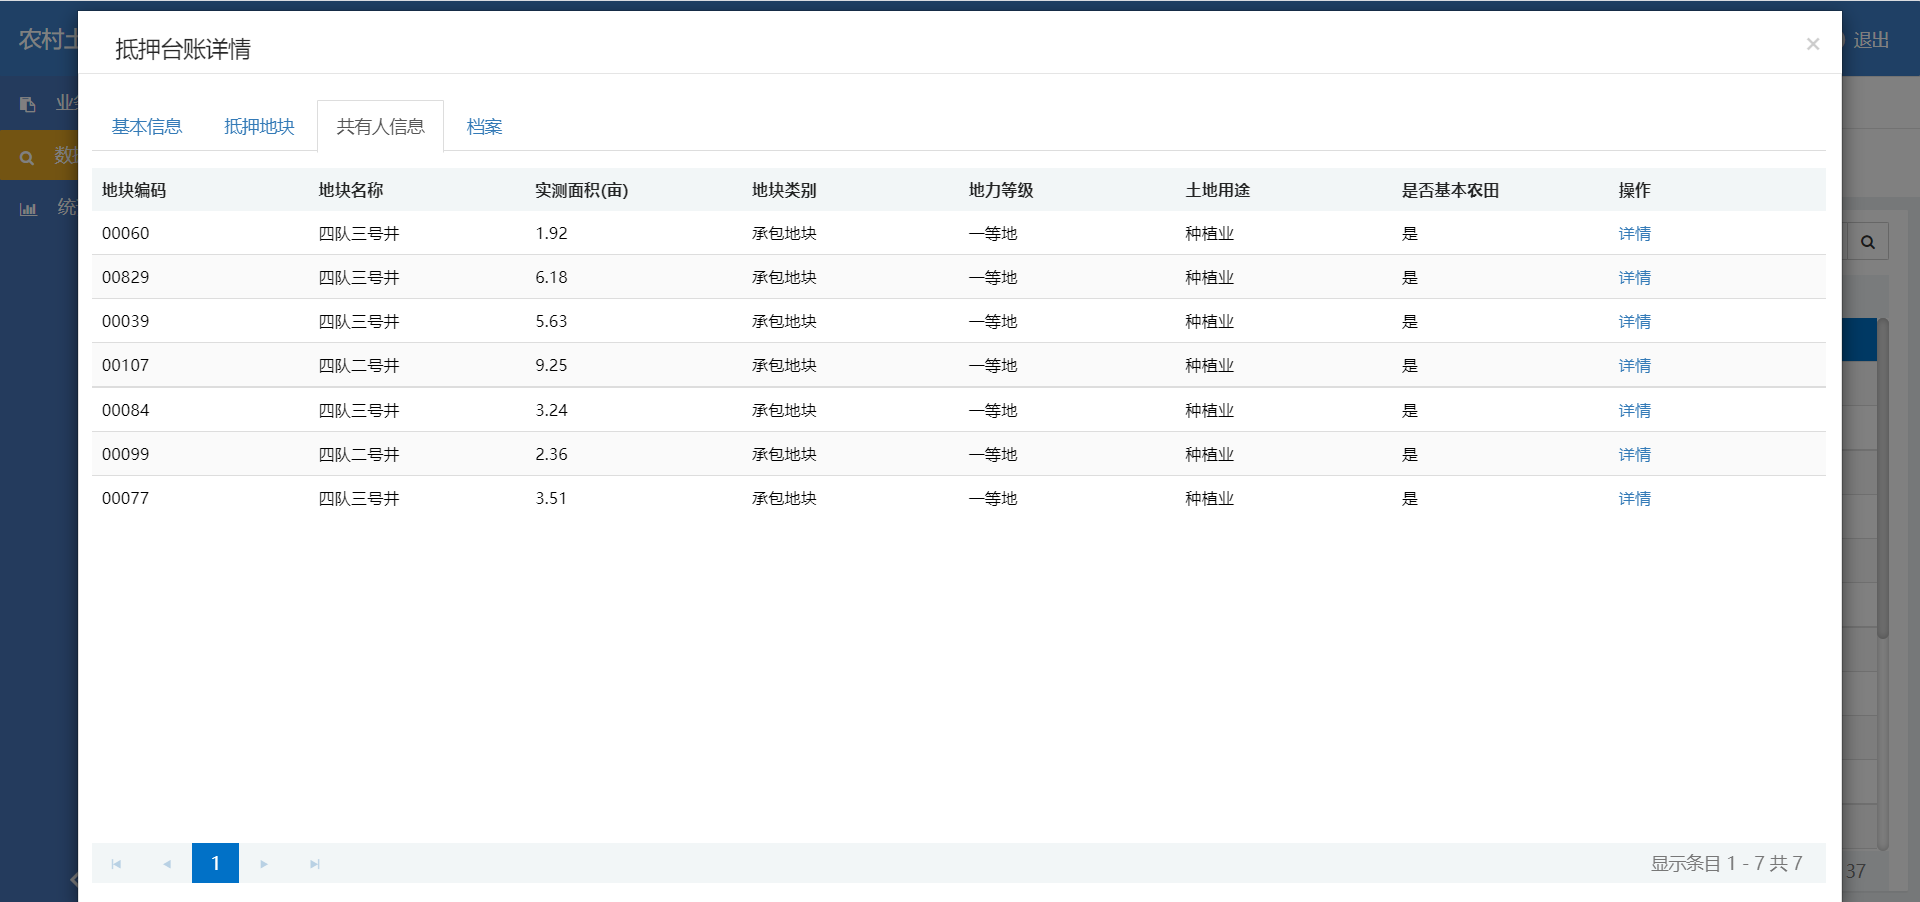 农村土
抵押台账详情
×
退出
业务
数据
统
基本信息 抵押地块 共有人信息 档案
地块编码 地块名称 实测面积(亩) 地块类别 地力等级 土地用途 是否基本农田 操作
00060 四队三号井 1.92 承包地块 一等地 种植业 是 详情
00829 四队三号井 6.18 承包地块 一等地 种植业 是 详情
00039 四队三号井 5.63 承包地块 一等地 种植业 是 详情
00107 四队二号井 9.25 承包地块 一等地 种植业 是 详情
00084 四队三号井 3.24 承包地块 一等地 种植业 是 详情
00099 四队二号井 2.36 承包地块 一等地 种植业 是 详情
00077 四队三号井 3.51 承包地块 一等地 种植业 是 详情
1
显示条目 1 - 7 共 7
37